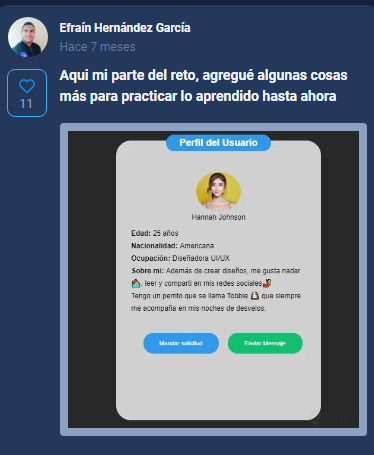 Efraín Hernández García
Hace 7 meses
Aqui mi parte del reto, agregué algunas cosas
más para practicar lo aprendido hasta ahora
11
Perfil del Usuario
Hannah Johnson
Edad: 25 años
Nacionalidad: Americana
Ocupación: Diseñadora UI/UX
Sobre mi: Además de crear diseños, me gusta nadar
, leer y comparti en mis redes sociales
Tengo un perrito que se llama Tobbie que siempre
me acompaña en mis noches de desvelos.
Mandar solicitud
Enviar Mensaje